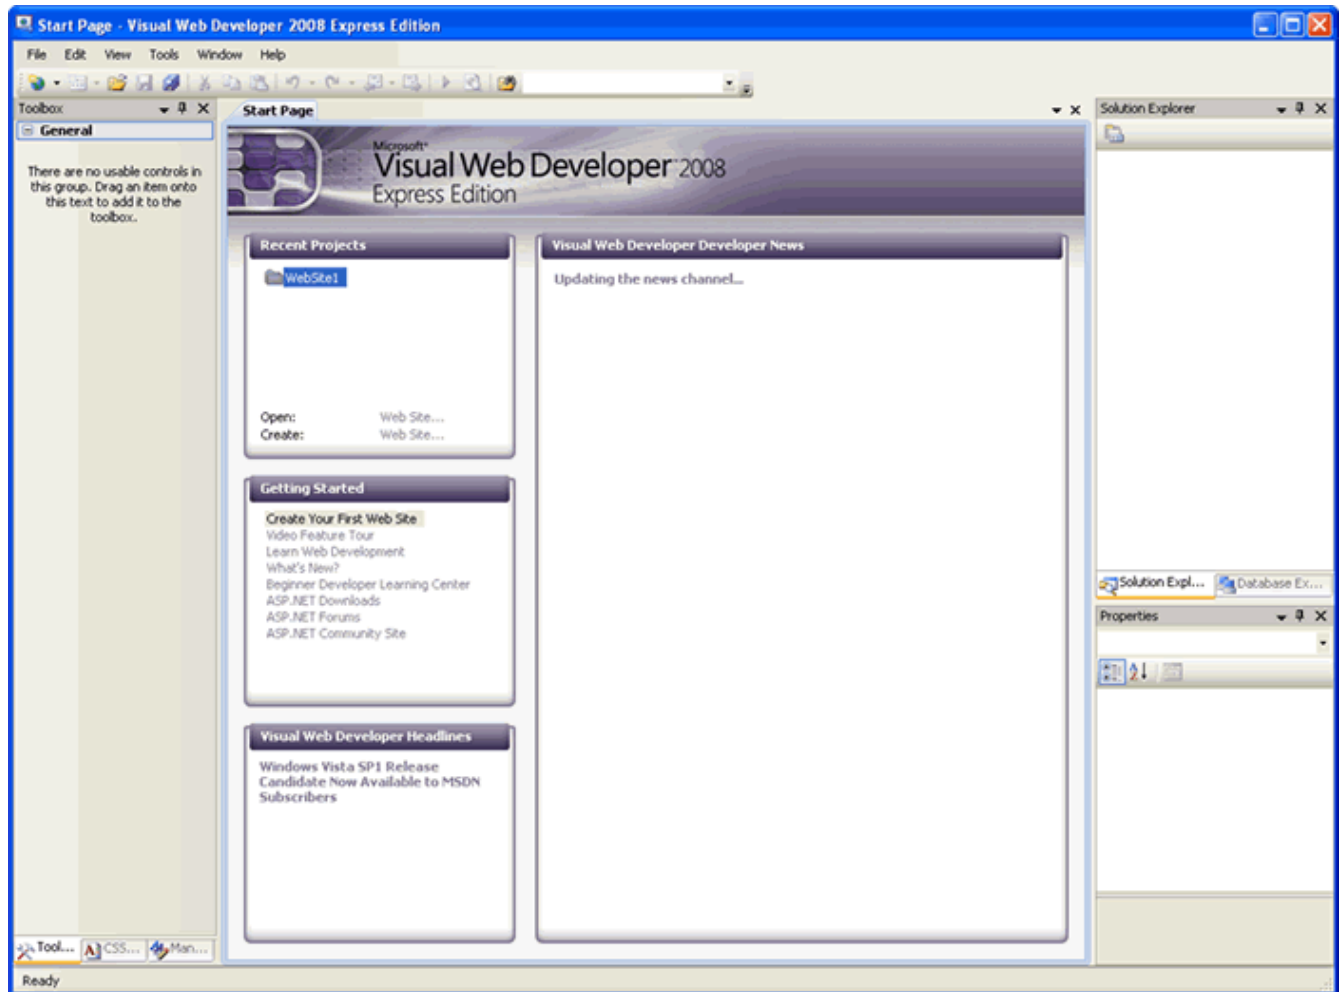 Start Page - Visual Web Developer 2008 Express Edition
File Edit View Tools Window Help
Toolbox
General
There are no usable controls in
this group. Drag an item onto
this text to add it to the
toolbox.
Start Page
Microsoft
Visual Web Developer 2008
Express Edition
Recent Projects
WebSite1
Open: Web Site...
Create: Web Site...
Getting Started
Create Your First Web Site
Video Feature Tour
Learn Web Development
What's New?
Beginner Developer Learning Center
ASP.NET Downloads
ASP.NET Forums
ASP.NET Community Site
Visual Web Developer Headlines
Windows Vista SP1 Release
Candidate Now Available to MSDN
Subscribers
Visual Web Developer Developer News
Updating the news channel...
Solution Explorer
Solution Expl... Database Ex...
Properties
Tool... CSS... Man...
Ready